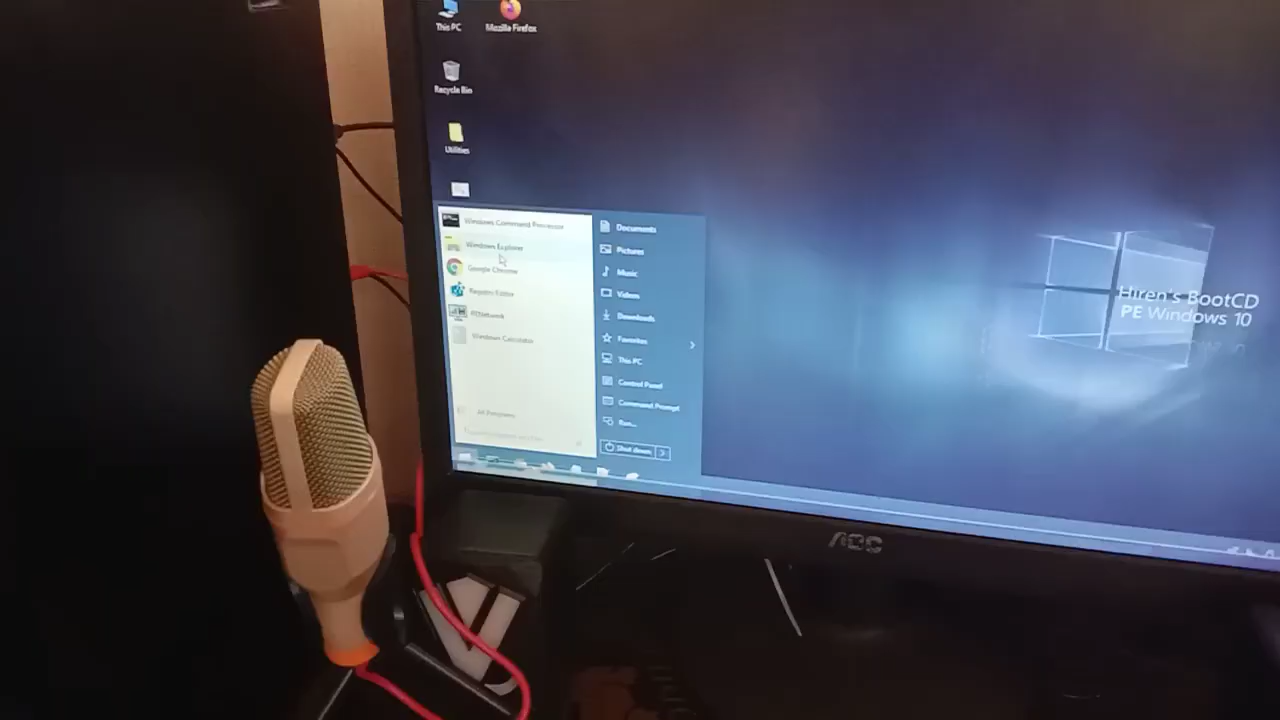 This PC
Mozilla Firefox
Recycle Bin
Utilities
Windows Command Processor
Windows Explorer
Google Chrome
Registry Editor
PENetwork
Windows Calculator
All Programs
Documents
Pictures
Music
Videos
Downloads
Favorites
This PC
Control Panel
Command Prompt
Run...
Shut down
Hiren's BootCD
PE Windows 10
AOC